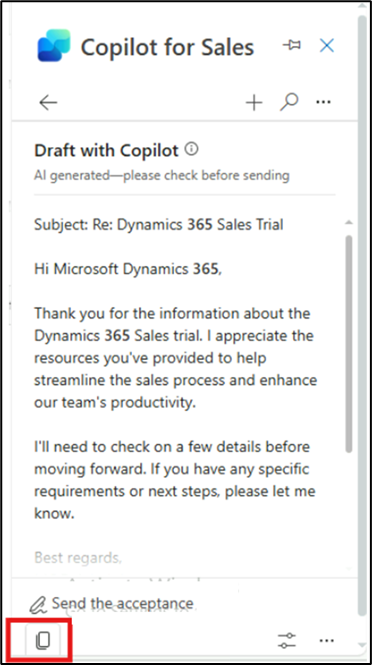 Copilot for Sales
Draft with Copilot
AI generated—please check before sending
Subject: Re: Dynamics 365 Sales Trial
Hi Microsoft Dynamics 365,
Thank you for the information about the
Dynamics 365 Sales trial. I appreciate the
resources you've provided to help
streamline the sales process and enhance
our team's productivity.
I'll need to check on a few details before
moving forward. If you have any specific
requirements or next steps, please let me
know.
Best regards,
Send the acceptance